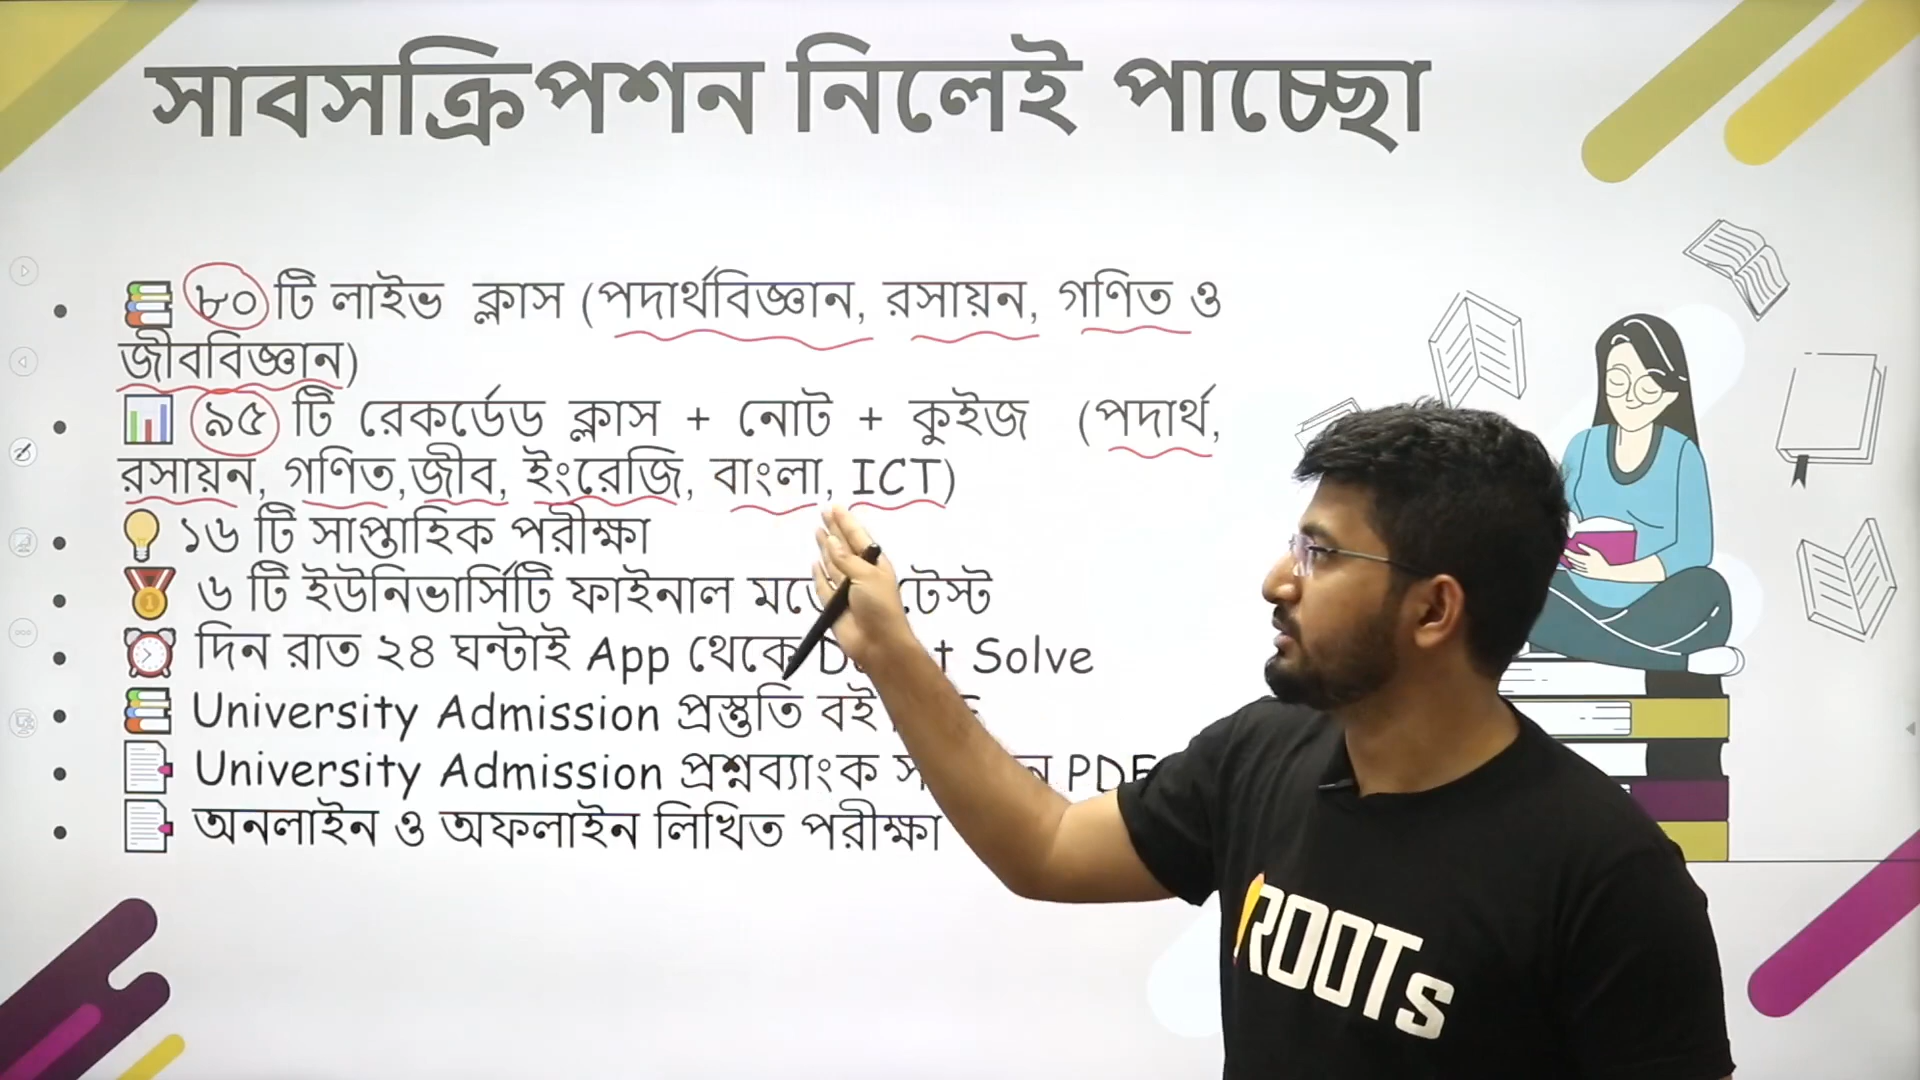 সাবসক্রিপশন নিলেই পাচ্ছো
৮০ টি লাইভ ক্লাস (পদার্থবিজ্ঞান, রসায়ন, গণিত ও
জীববিজ্ঞান)
৯৫ টি রেকর্ডেড ক্লাস + নোট + কুইজ (পদার্থ,
রসায়ন, গণিত,জীব, ইংরেজি, বাংলা, ICT)
১৬ টি সাপ্তাহিক পরীক্ষা
৬ টি ইউনিভার্সিটি ফাইনাল টেস্ট
দিন রাত ২৪ ঘন্টাই App থেকে Solve
University Admission প্রস্তুতি বই
University Admission প্রশ্নব্যাংক PDF
অনলাইন ও অফলাইন লিখিত পরীক্ষা
ROOTs